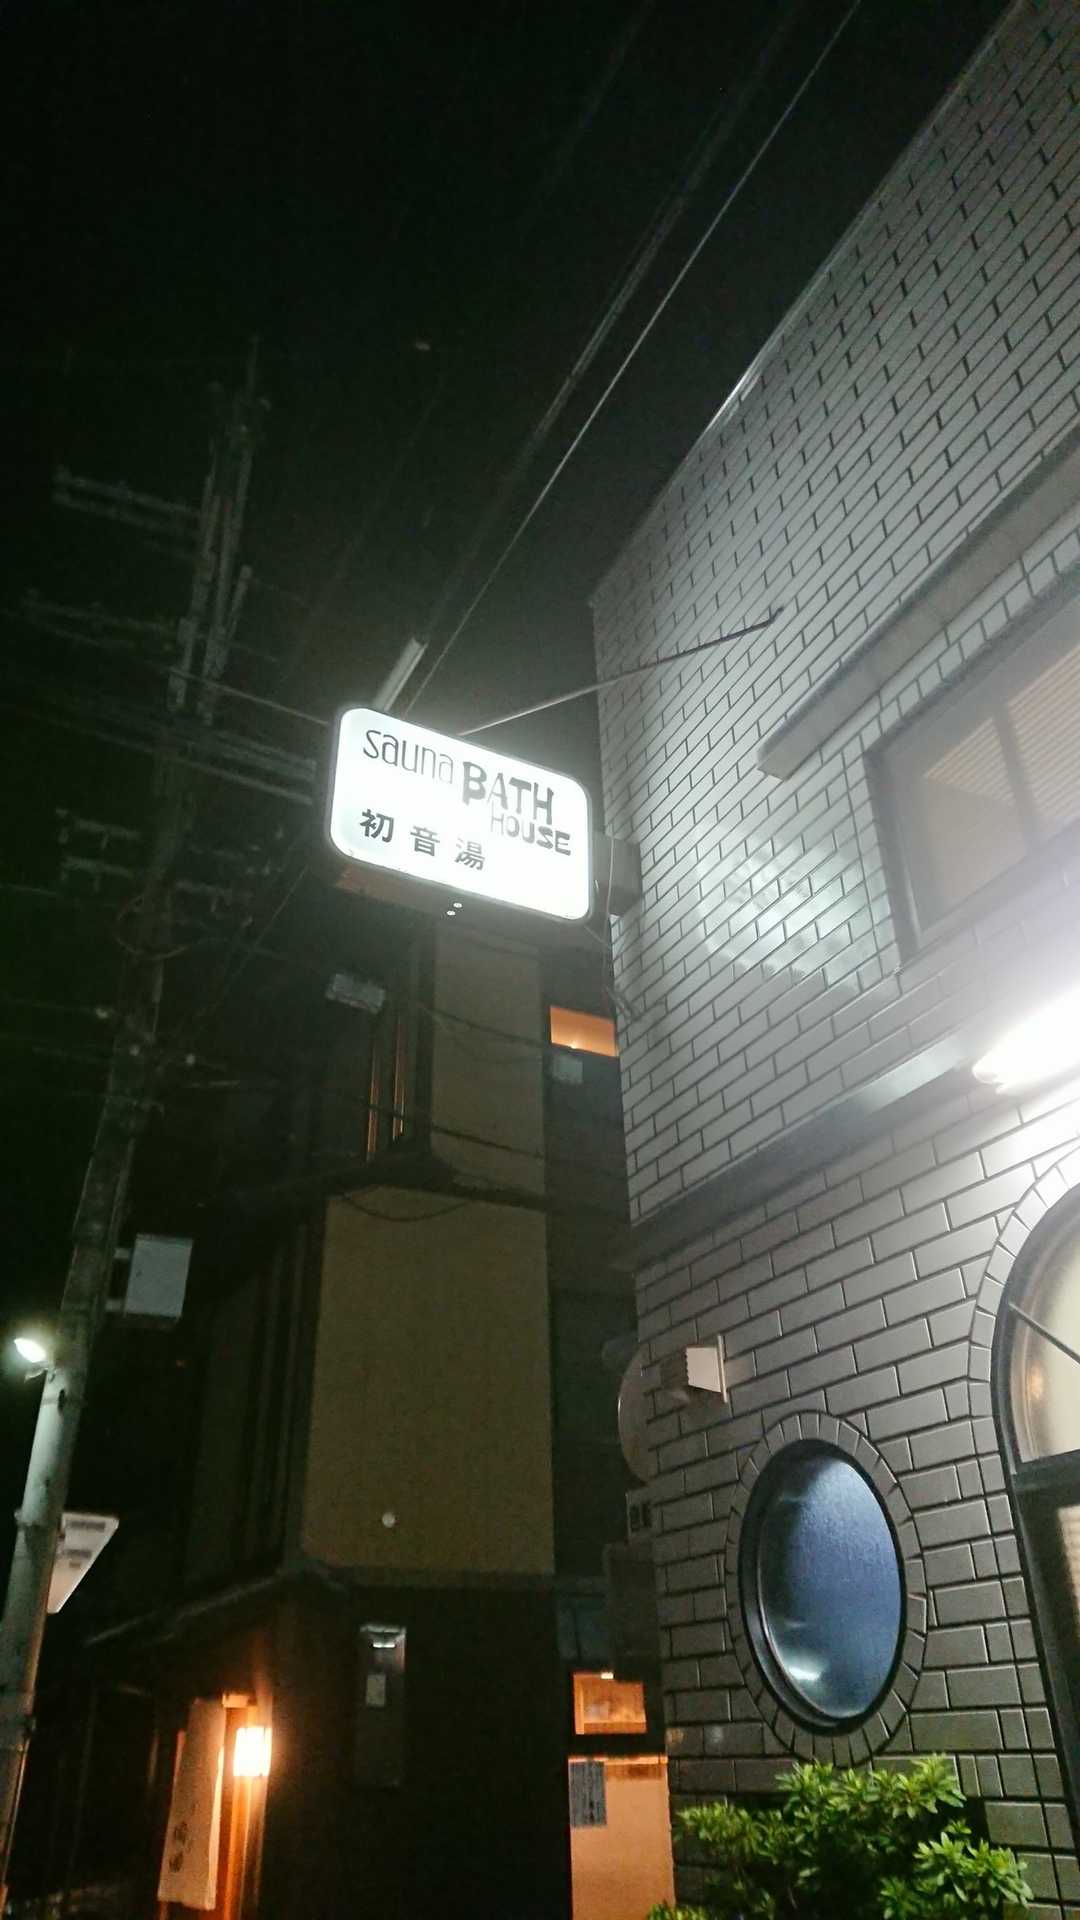 sauna BATH
HOUSE
初音湯